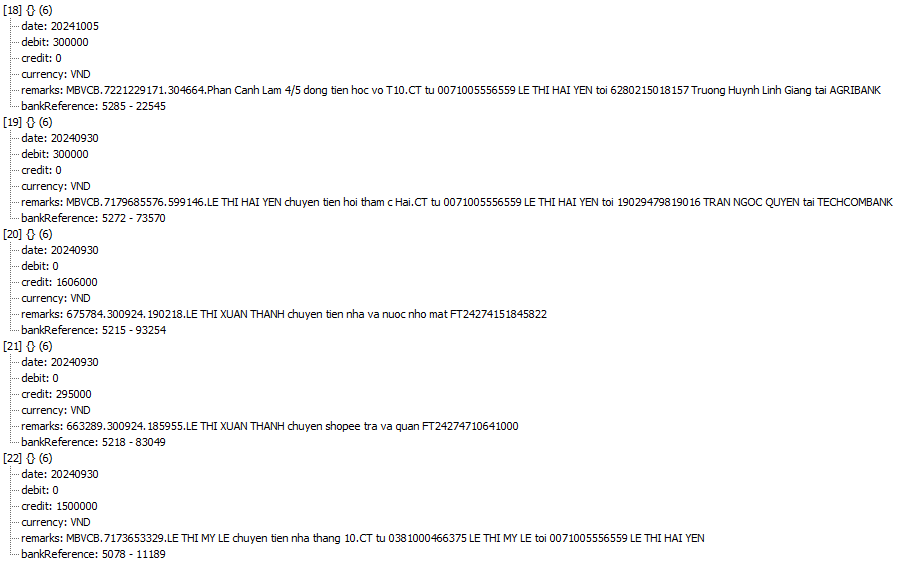 [18] {} (6)
date: 20241005
debit: 300000
credit: 0
currency: VND
remarks: MBVCB.7221229171.304664.Phan Canh Lam 4/5 dong tien hoc vo T10.CT tu 0071005556559 LE THI HAI YEN toi 6280215018157 Truong Huynh Linh Giang tai AGRIBANK
bankReference: 5285 - 22545
[19] {} (6)
date: 20240930
debit: 300000
credit: 0
currency: VND
remarks: MBVCB.7179685576.599146.LE THI HAI YEN chuyen tien hoi tham c Hai.CT tu 0071005556559 LE THI HAI YEN toi 19029479819016 TRAN NGOC QUYEN tai TECHCOMBANK
bankReference: 5272 - 73570
[20] {} (6)
date: 20240930
debit: 0
credit: 1606000
currency: VND
remarks: 675784.300924.190218.LE THI XUAN THANH chuyen tien nha va nuoc nho mat FT24274151845822
bankReference: 5215 - 93254
[21] {} (6)
date: 20240930
debit: 0
credit: 295000
currency: VND
remarks: 663289.300924.185955.LE THI XUAN THANH chuyen shopee tra va quan FT24274710641000
bankReference: 5218 - 83049
[22] {} (6)
date: 20240930
debit: 0
credit: 1500000
currency: VND
remarks: MBVCB.7173653329.LE THI MY LE chuyen tien nha thang 10.CT tu 0381000466375 LE THI MY LE toi 0071005556559 LE THI HAI YEN
bankReference: 5078 - 11189